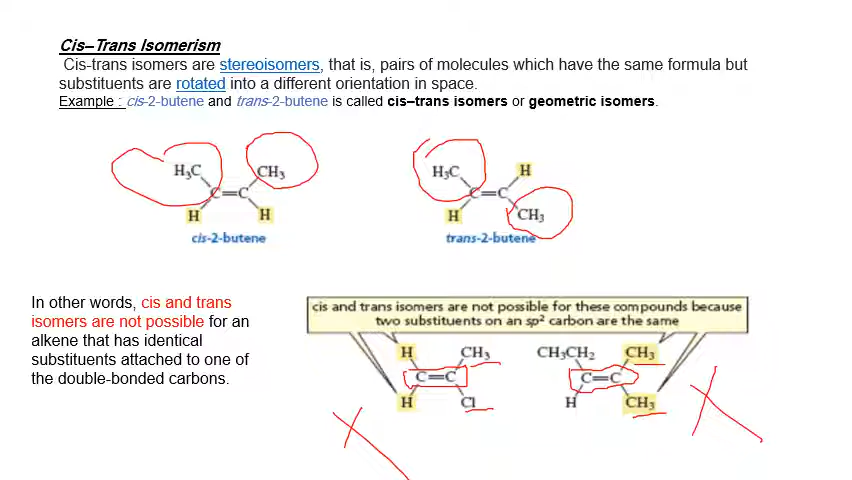 Cis–Trans Isomerism
Cis-trans isomers are stereoisomers, that is, pairs of molecules which have the same formula but
substituents are rotated into a different orientation in space.
Example : cis-2-butene and trans-2-butene is called cis–trans isomers or geometric isomers.
H₃C CH₃ H₃C H
C=C C=C
H H H CH₃
cis-2-butene trans-2-butene
In other words, cis and trans
isomers are not possible for an
alkene that has identical
substituents attached to one of
the double-bonded carbons.
cis and trans isomers are not possible for these compounds because
two substituents on an sp² carbon are the same
H CH₃ CH₃CH₂ CH₃
C=C C=C
H Cl H CH₃